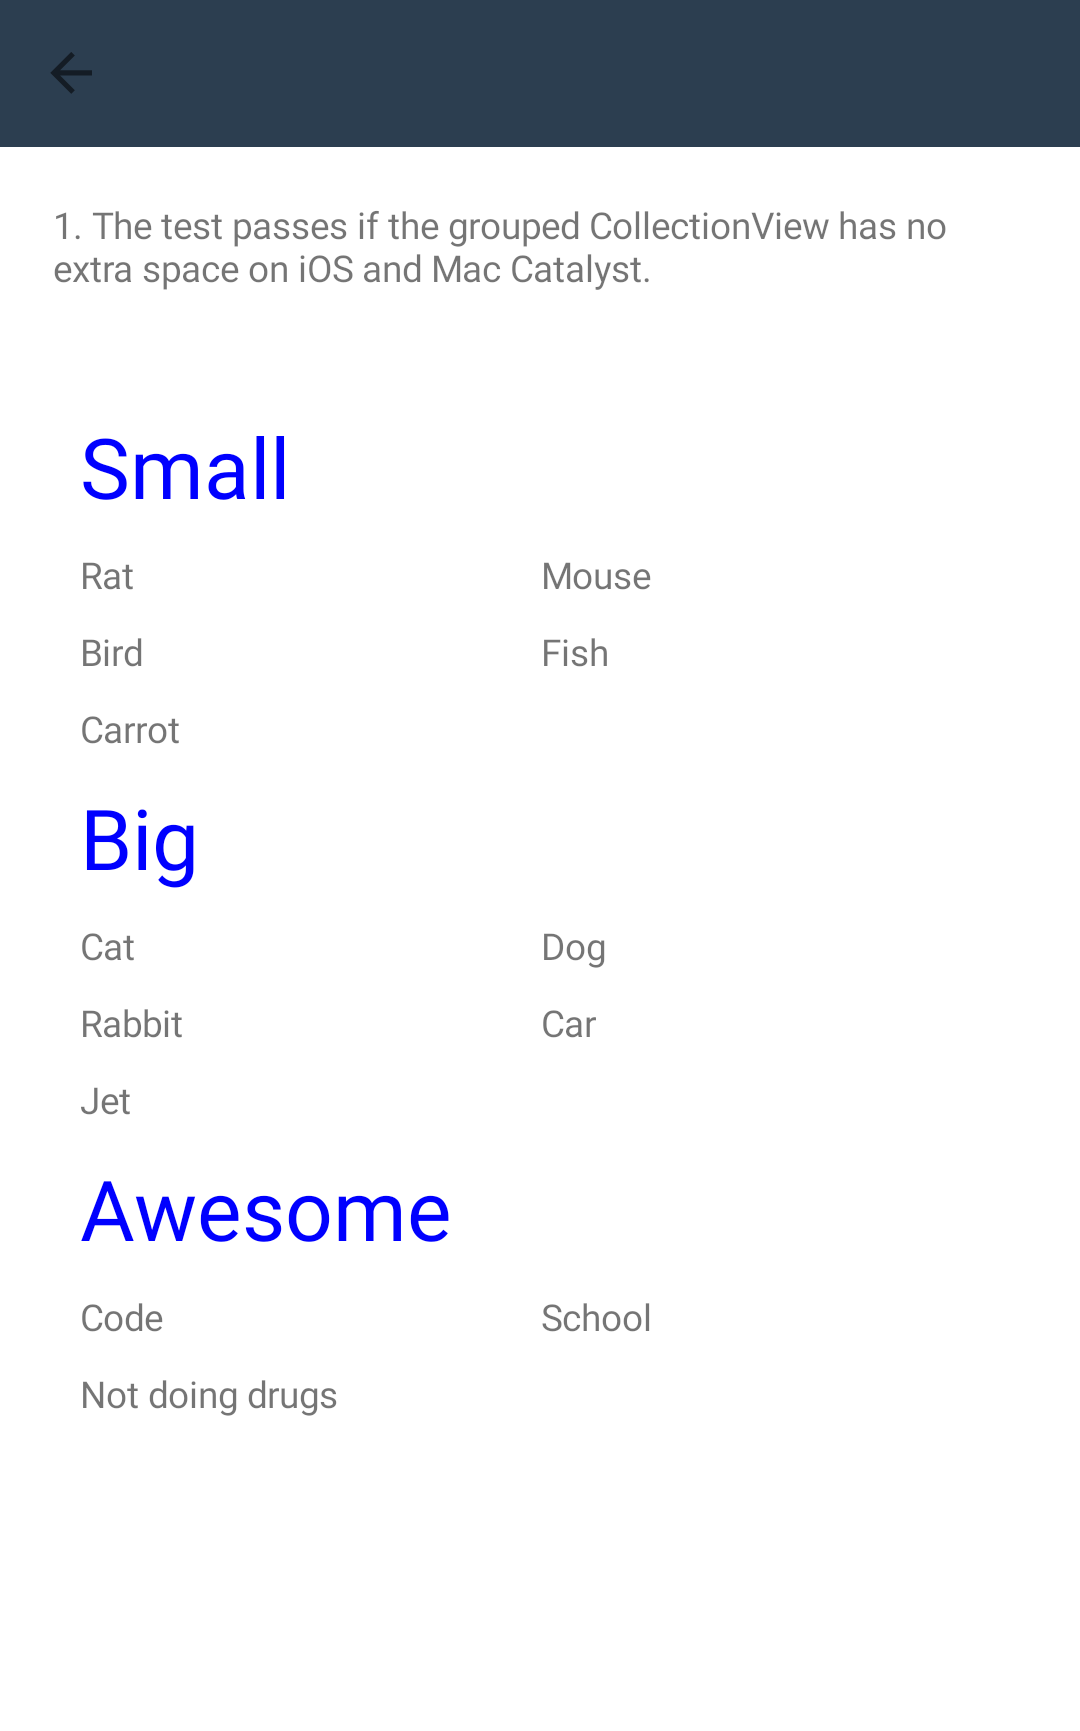 1. The test passes if the grouped CollectionView has no
extra space on iOS and Mac Catalyst.
Small
Rat Mouse
Bird Fish
Carrot
Big
Cat Dog
Rabbit Car
Jet
Awesome
Code School
Not doing drugs